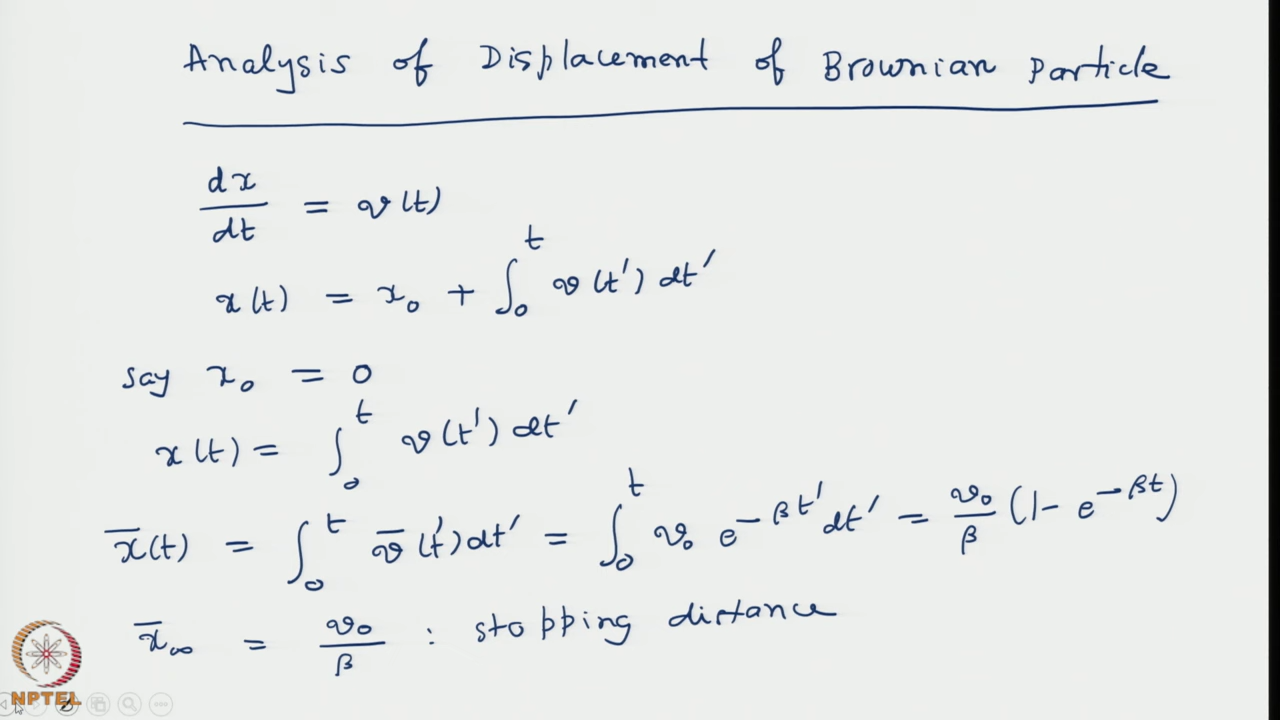 Analysis of Displacement of Brownian Particle
dx/dt = v(t)
x(t) = x₀ + ∫₀ᵗ v(t′) dt′
say x₀ = 0
x(t) = ∫₀ᵗ v(t′) dt′
x̅(t) = ∫₀ᵗ v̅(t′)dt′ = ∫₀ᵗ v₀ e^(-βt′) dt′ = v₀/β (1 - e^(-βt))
x̅_∞ = v₀/β : stopping distance
NPTEL